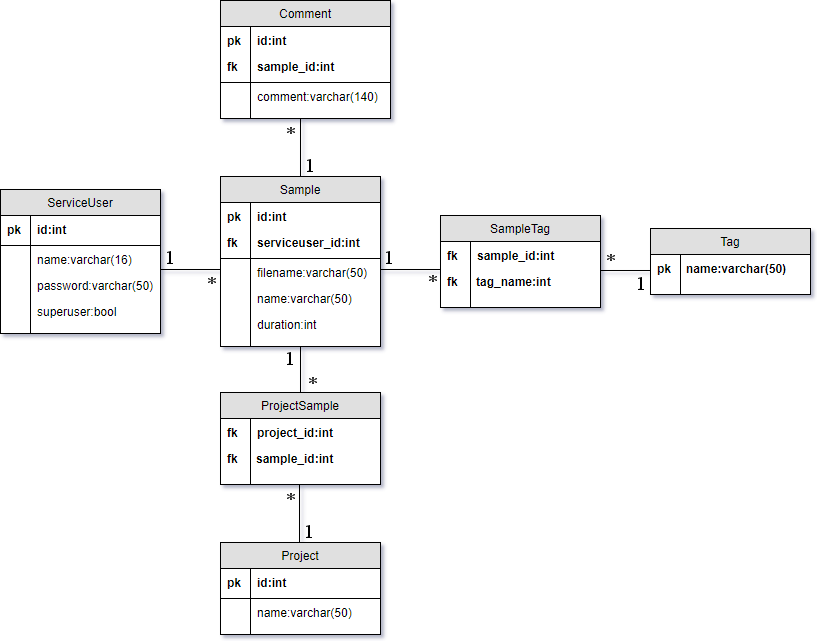 Comment
pk id:int
fk sample_id:int
comment:varchar(140)
*
1
Sample
pk id:int
fk serviceuser_id:int
filename:varchar(50)
name:varchar(50)
duration:int
ServiceUser
pk id:int
name:varchar(16)
password:varchar(50)
superuser:bool
1
*
1
*
SampleTag
fk sample_id:int
fk tag_name:int
*
1
Tag
pk name:varchar(50)
1
*
ProjectSample
fk project_id:int
fk sample_id:int
*
1
Project
pk id:int
name:varchar(50)